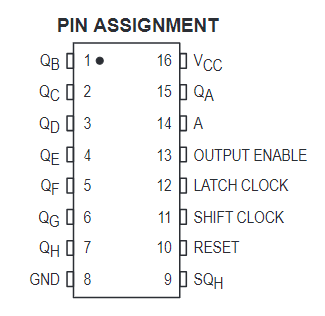 PIN ASSIGNMENT
QB 1 16 VCC
QC 2 15 QA
QD 3 14 A
QE 4 13 OUTPUT ENABLE
QF 5 12 LATCH CLOCK
QG 6 11 SHIFT CLOCK
QH 7 10 RESET
GND 8 9 SQH